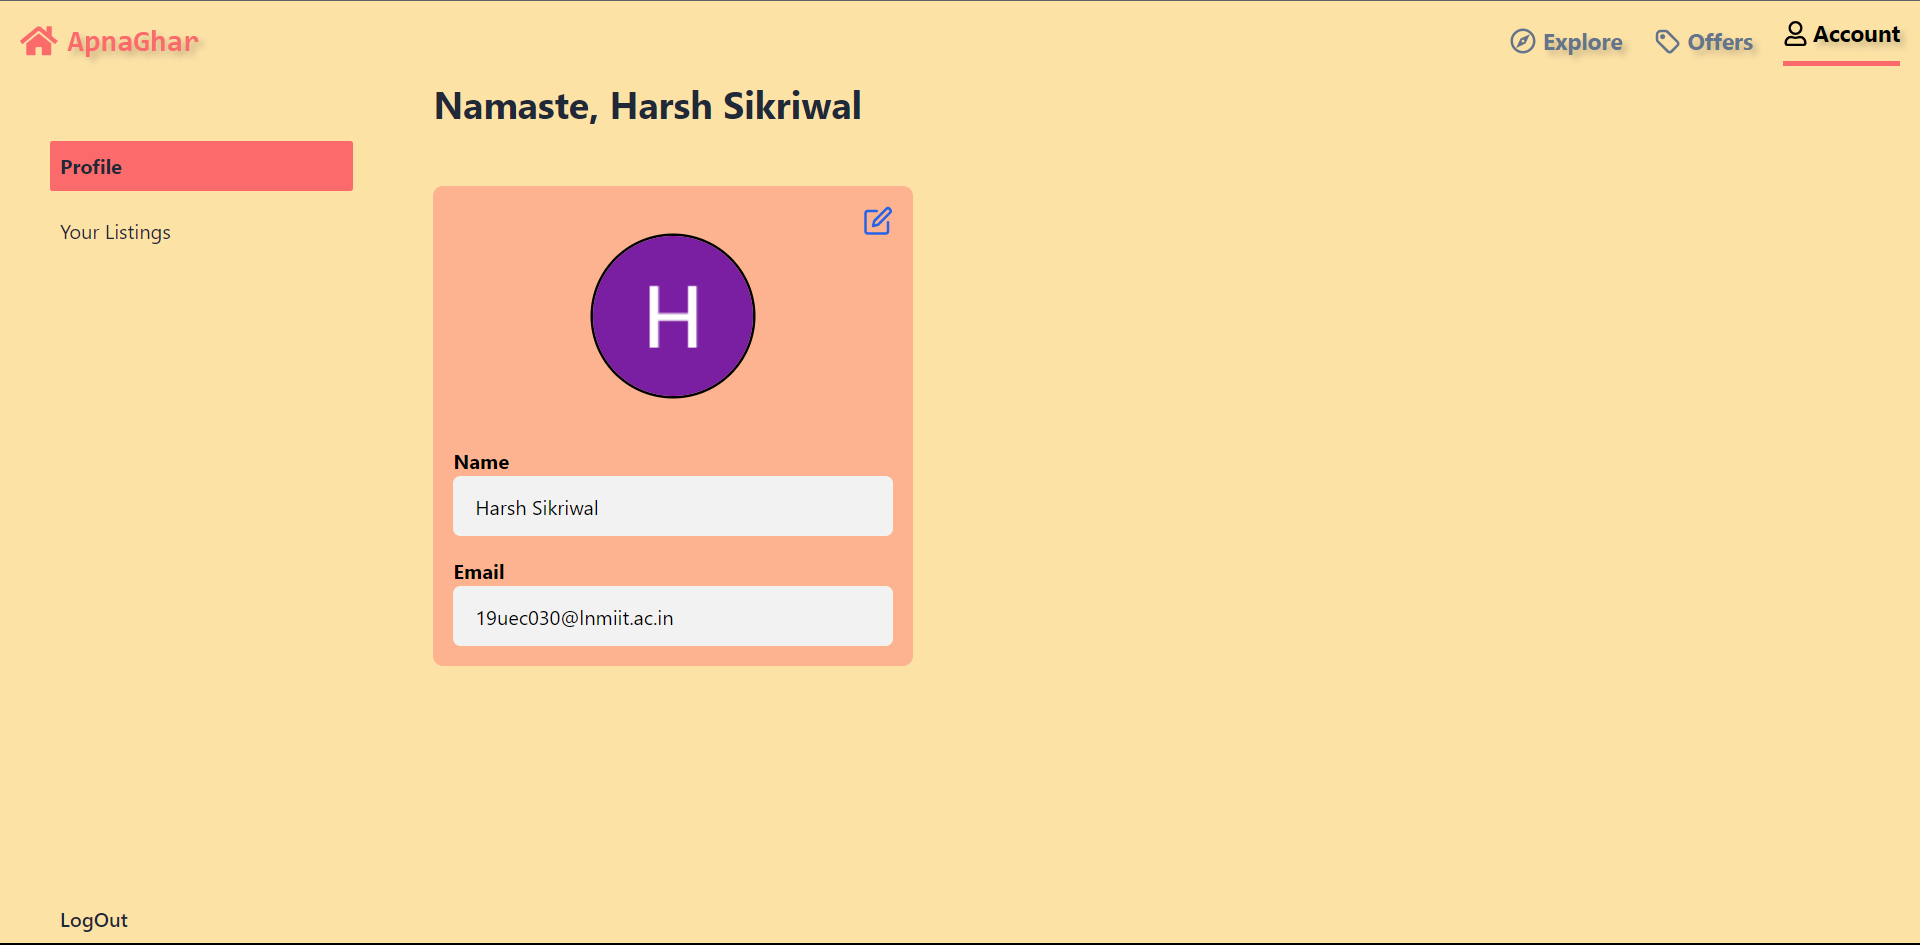 ApnaGhar
Explore
Offers
Account
Namaste, Harsh Sikriwal
Profile
Your Listings
H
Name
Harsh Sikriwal
Email
19uec030@lnmiit.ac.in
LogOut